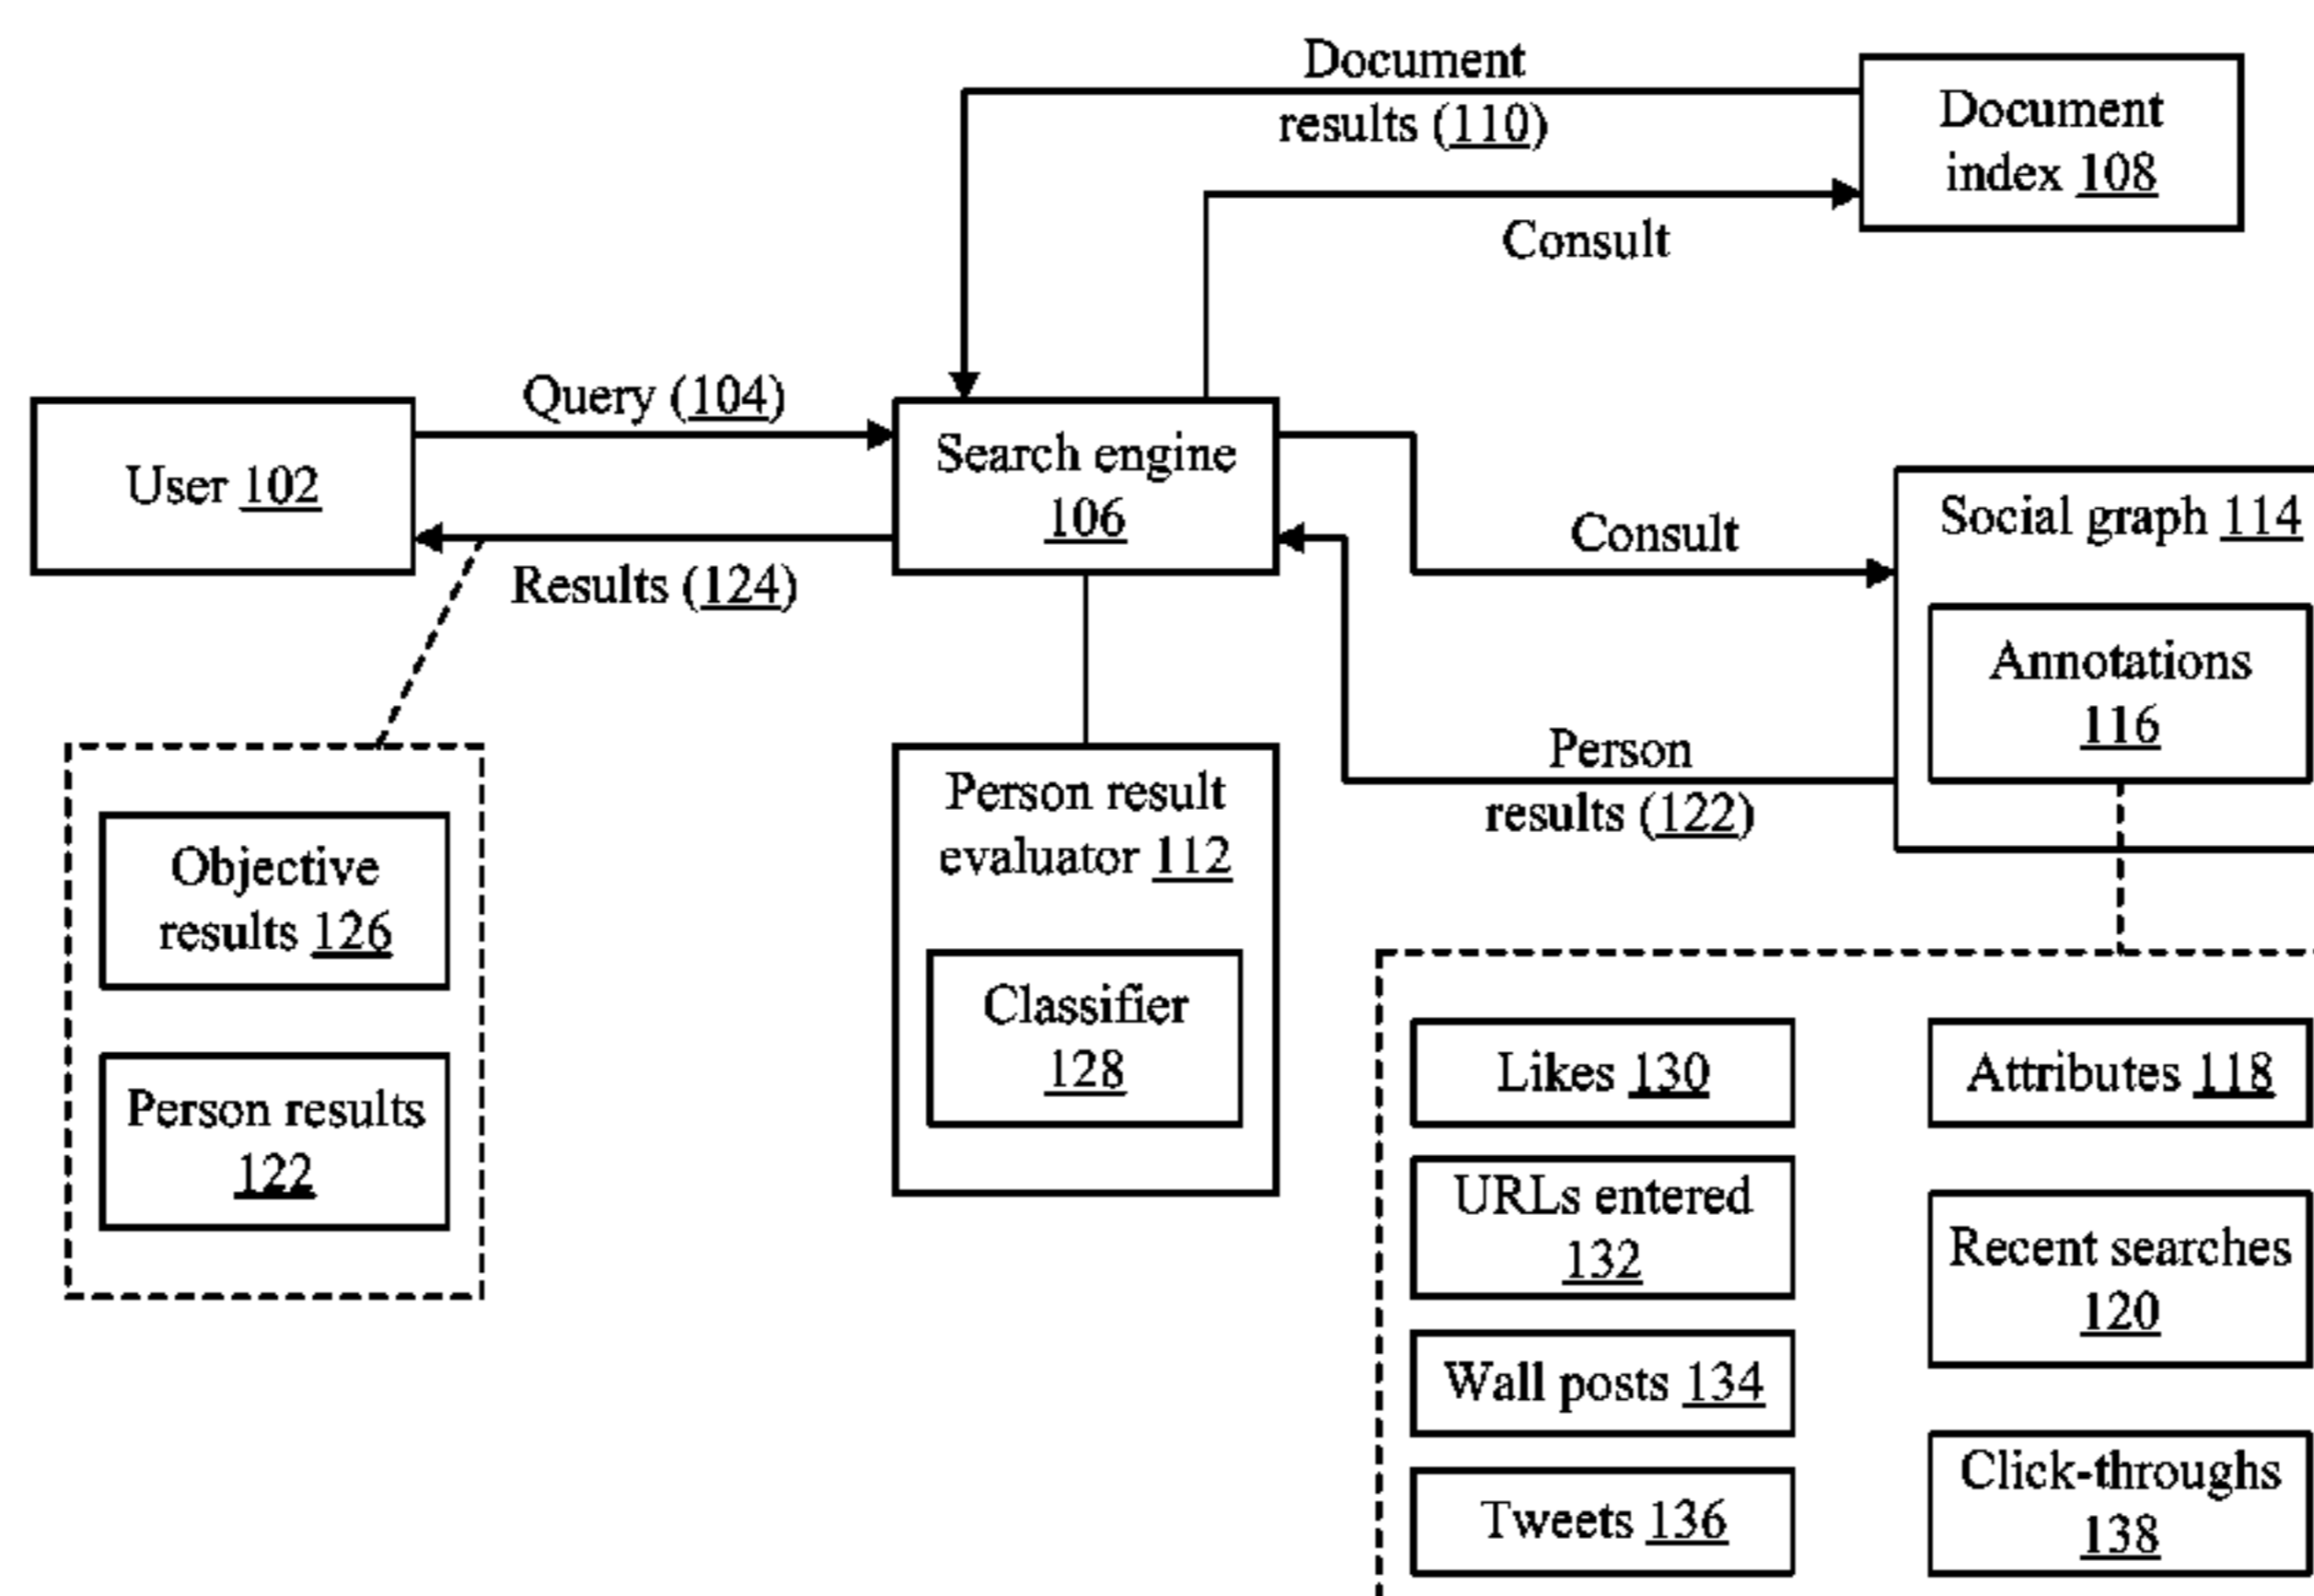 Document
results (110)
Document
index 108
Consult
Query (104)
User 102
Search engine
106
Results (124)
Consult
Social graph 114
Annotations
116
Person
results (122)
Person result
evaluator 112
Classifier
128
Objective
results 126
Person results
122
Likes 130
Attributes 118
URLs entered
132
Recent searches
120
Wall posts 134
Click-throughs
138
Tweets 136